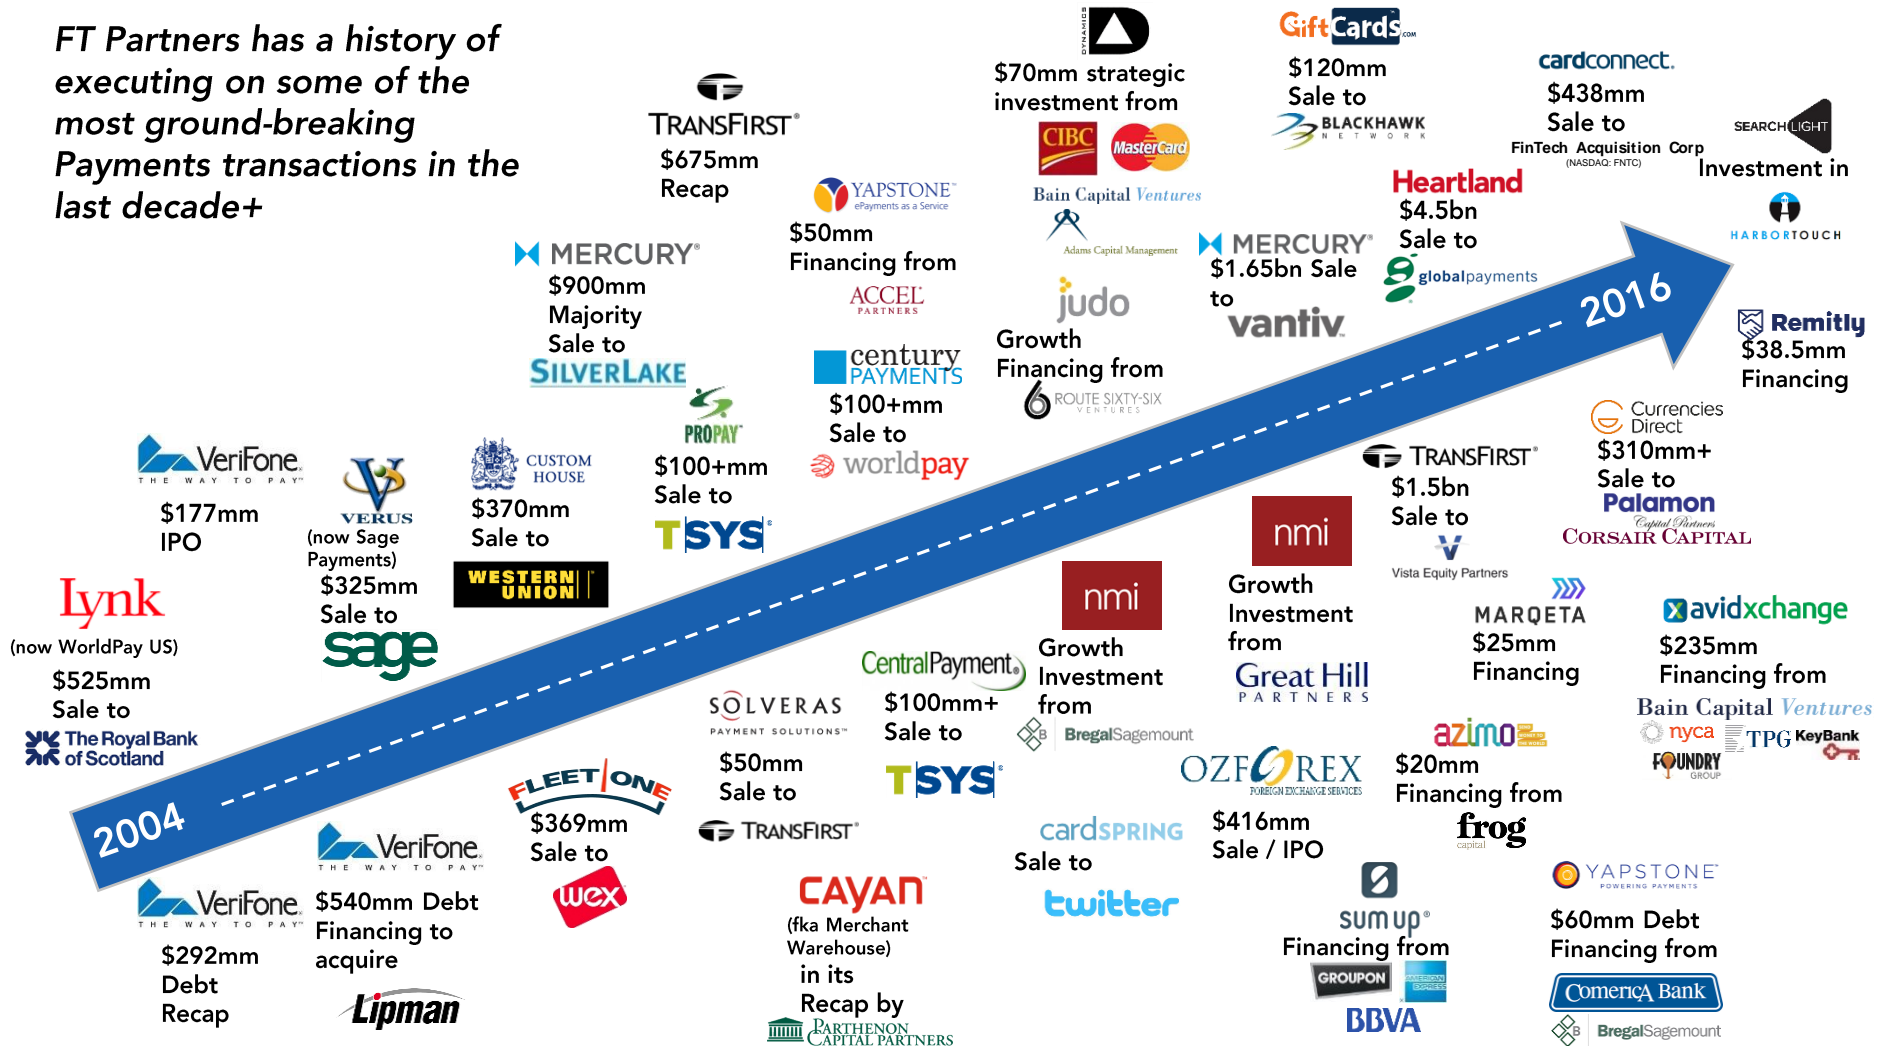 FT Partners has a history of
executing on some of the
most ground-breaking
Payments transactions in the
last decade+
TRANSFIRST®
$675mm
Recap
DYNAMICS
$70mm strategic
investment from
CIBC
MasterCard
Bain Capital Ventures
Adams Capital Management
GiftCards.COM
$120mm
Sale to
BLACKHAWK
NETWORK
cardconnect.
$438mm
Sale to
FinTech Acquisition Corp
(NASDAQ: FNTC)
SEARCHLIGHT
Investment in
HARBORTOUCH
MERCURY®
$900mm
Majority
Sale to
SILVERLAKE
YAPSTONE™
ePayments as a Service
$50mm
Financing from
ACCEL
PARTNERS
judo
Growth
Financing from
6 ROUTE SIXTY-SIX
VENTURES
MERCURY®
$1.65bn Sale
to
vantiv
Heartland
$4.5bn
Sale to
globalpayments
2016
Remitly
$38.5mm
Financing
VeriFone
THE WAY TO PAY™
$177mm
IPO
VERUS
(now Sage
Payments)
$325mm
Sale to
sage
CUSTOM
HOUSE
$370mm
Sale to
WESTERN
UNION
PROPAY
$100+mm
Sale to
TSYS®
century
PAYMENTS
$100+mm
Sale to
worldpay
TRANSFIRST®
$1.5bn
Sale to
Vista Equity Partners
Currencies
Direct
$310mm+
Sale to
Palamon
Capital Partners
CORSAIR CAPITAL
Lynk
(now WorldPay US)
$525mm
Sale to
The Royal Bank
of Scotland
SOLVERAS
PAYMENT SOLUTIONS™
$50mm
Sale to
TRANSFIRST®
CentralPayment®
$100mm+
Sale to
TSYS®
nmi
Growth
Investment
from
BregalSagemount
nmi
Growth
Investment
from
Great Hill
PARTNERS
MARQETA
$25mm
Financing
avidxchange
$235mm
Financing from
Bain Capital Ventures
nyca
TPG
KeyBank
FOUNDRY
GROUP
2004
VeriFone
THE WAY TO PAY™
$292mm
Debt
Recap
VeriFone
THE WAY TO PAY™
$540mm Debt
Financing to
acquire
Lipman
FLEET ONE
$369mm
Sale to
wex
CAYAN™
(fka Merchant
Warehouse)
in its
Recap by
PARTHENON
CAPITAL PARTNERS
cardSPRING
Sale to
twitter
OZFOREX
FOREIGN EXCHANGE SERVICES
$416mm
Sale / IPO
azimo
$20mm
Financing from
frog
capital
sumup®
Financing from
GROUPON
AMERICAN
EXPRESS
BBVA
YAPSTONE™
POWERING PAYMENTS
$60mm Debt
Financing from
Comerica Bank
BregalSagemount